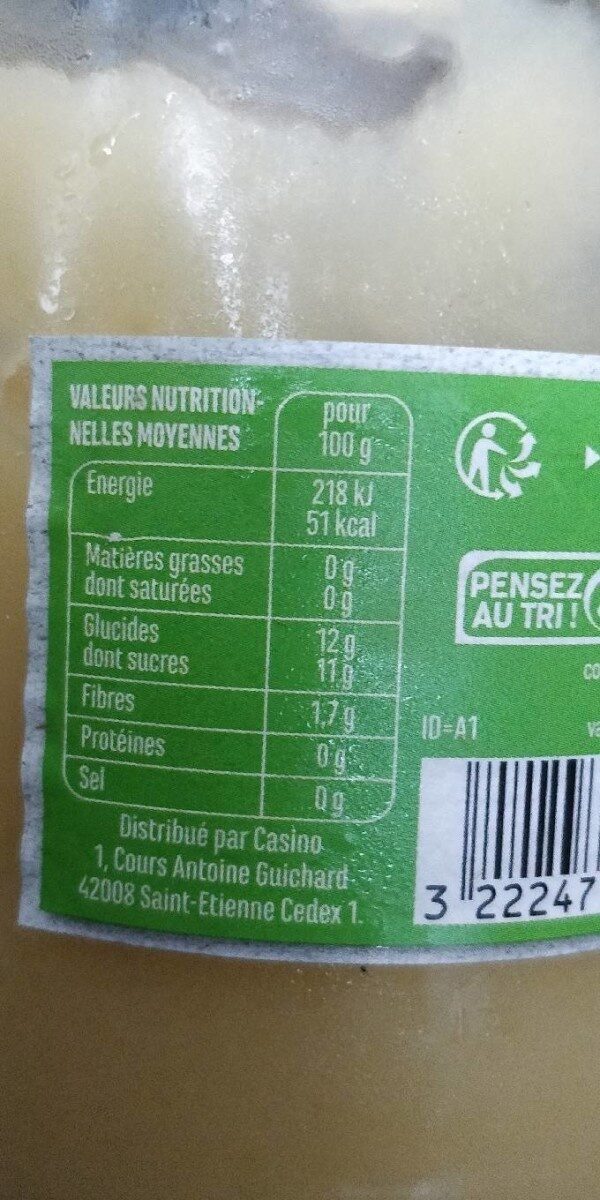 VALEURS NUTRITION-
NELLES MOYENNES
pour
100 g
Energie
218 kJ
51 kcal
Matières grasses 0 g
dont saturées 0 g
Glucides 12 g
dont sucres 11 g
Fibres 1,7 g
Protéines 0 g
Sel 0 g
Distribué par Casino
1, Cours Antoine Guichard
42008 Saint-Etienne Cedex 1.
PENSEZ
AU TRI !
ID=A1
3 22247